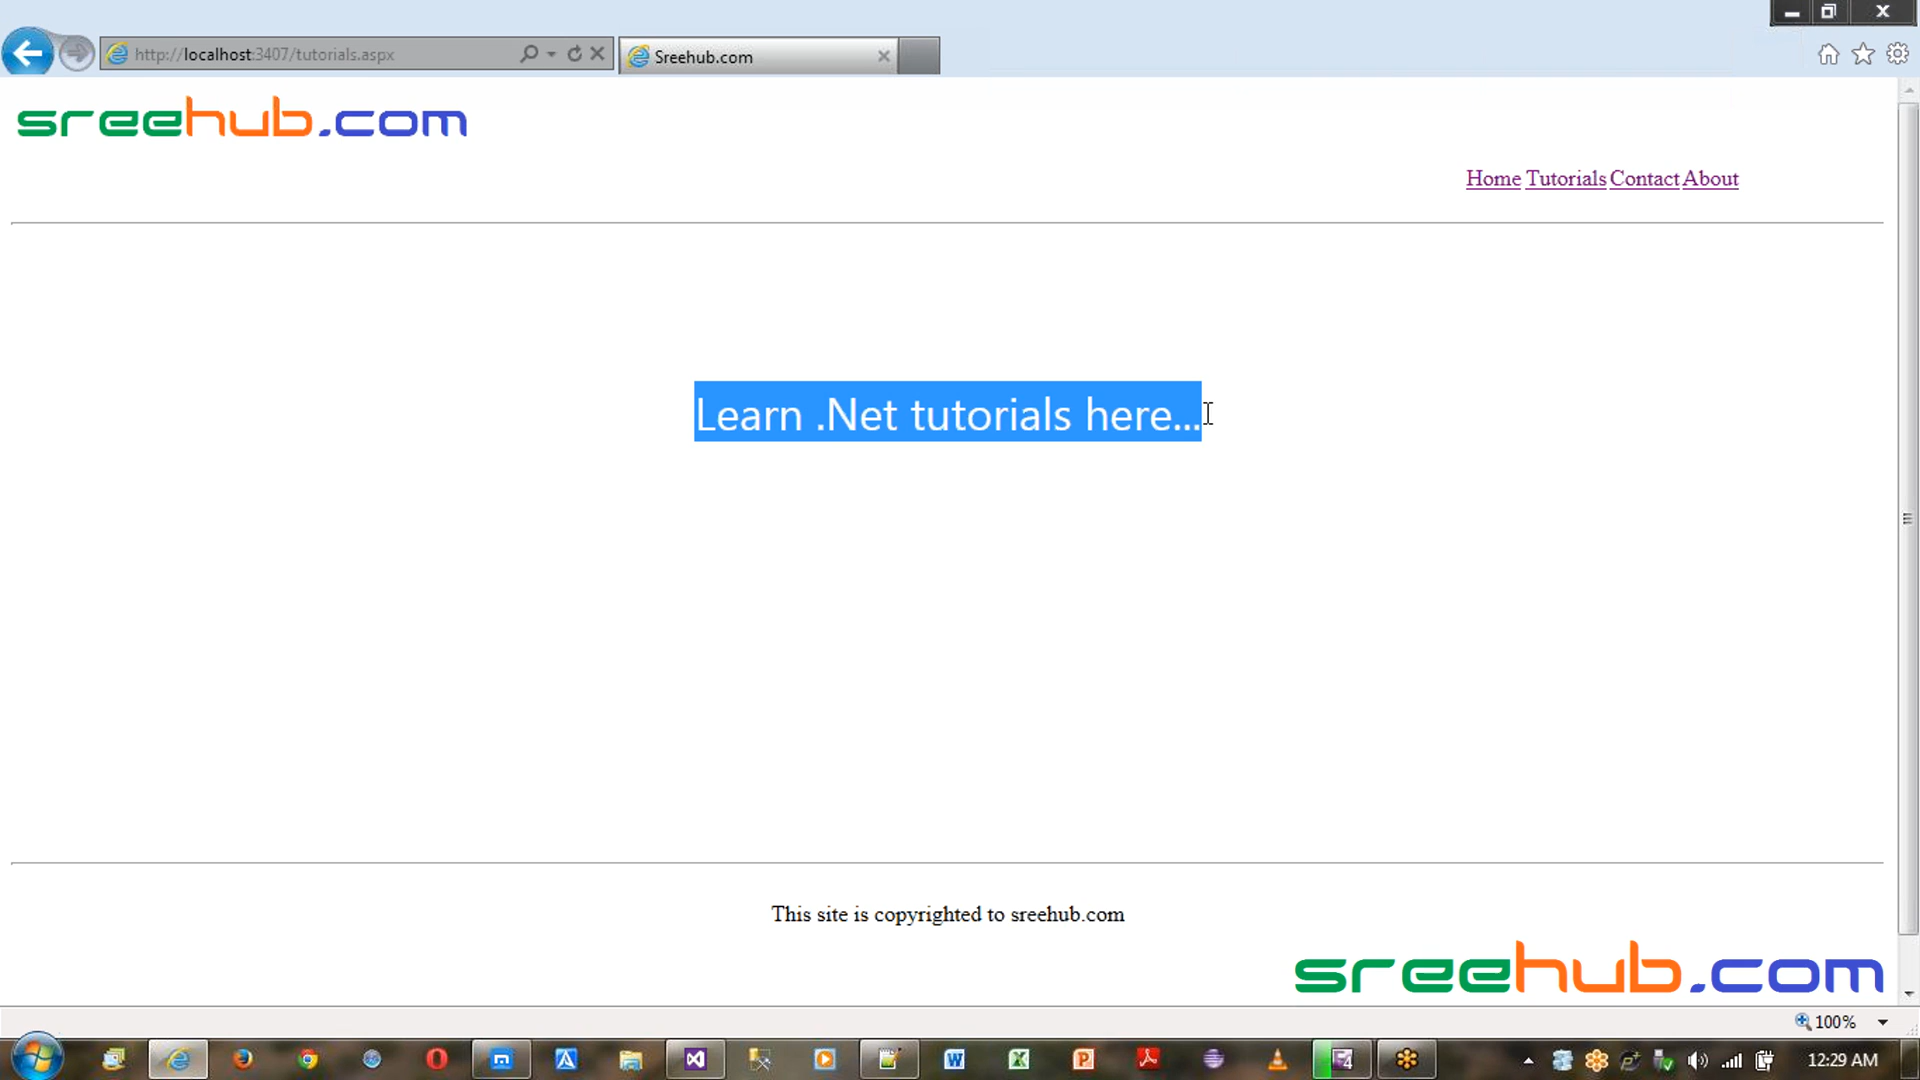 http://localhost:3407/tutorials.aspx
Sreehub.com
sreehub.com
Home Tutorials Contact About
Learn .Net tutorials here...
This site is copyrighted to sreehub.com
sreehub.com
100%
12:29 AM